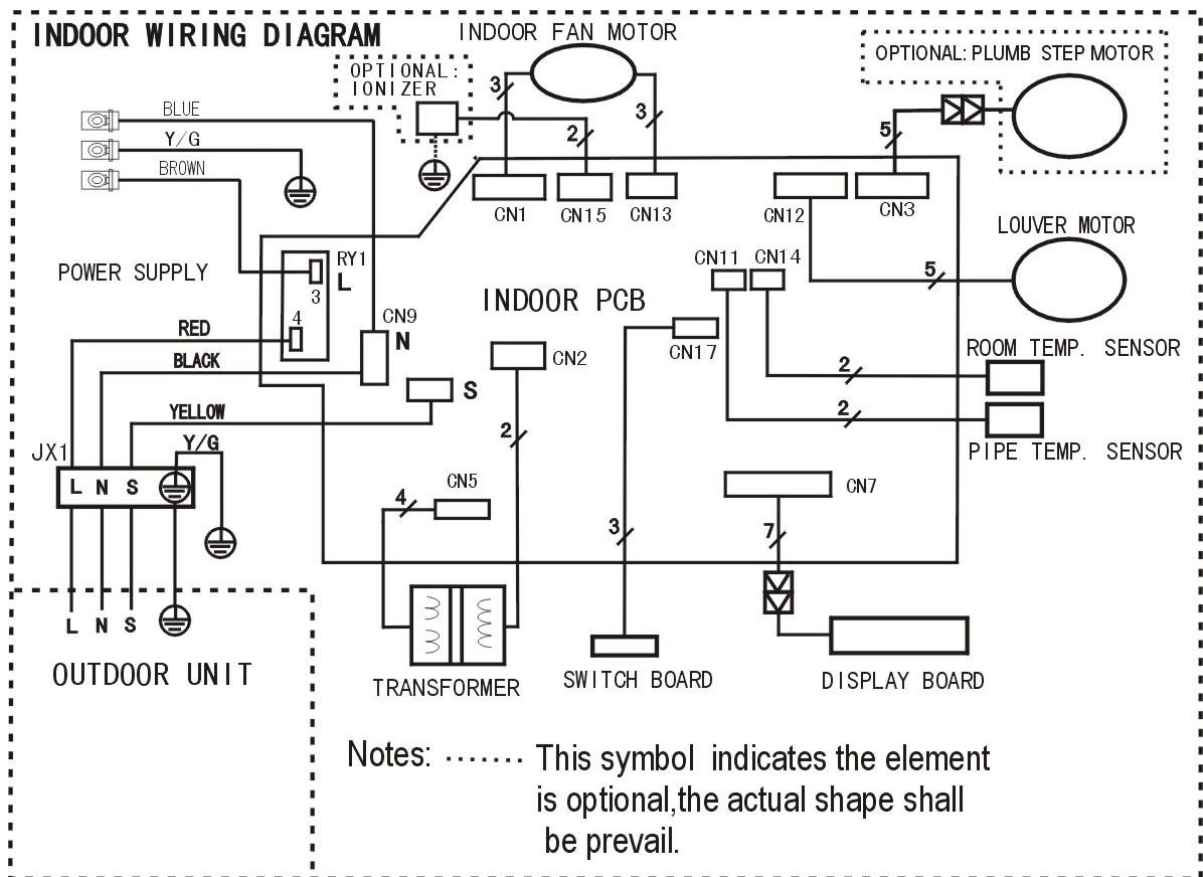 INDOOR WIRING DIAGRAM
INDOOR FAN MOTOR
OPTIONAL: PLUMB STEP MOTOR
OPTIONAL:
IONIZER
3
3
BLUE
2
5
Y/G
BROWN
CN1
CN15
CN13
CN12
CN3
LOUVER MOTOR
POWER SUPPLY
RY1
L
3
CN11
CN14
5
INDOOR PCB
4
CN9
N
RED
CN17
ROOM TEMP. SENSOR
BLACK
CN2
2
S
YELLOW
2
Y/G
2
PIPE TEMP. SENSOR
JX1
L N S
CN5
4
CN7
3
7
L N S
OUTDOOR UNIT
TRANSFORMER
SWITCH BOARD
DISPLAY BOARD
Notes: ....... This symbol indicates the element
is optional,the actual shape shall
be prevail.